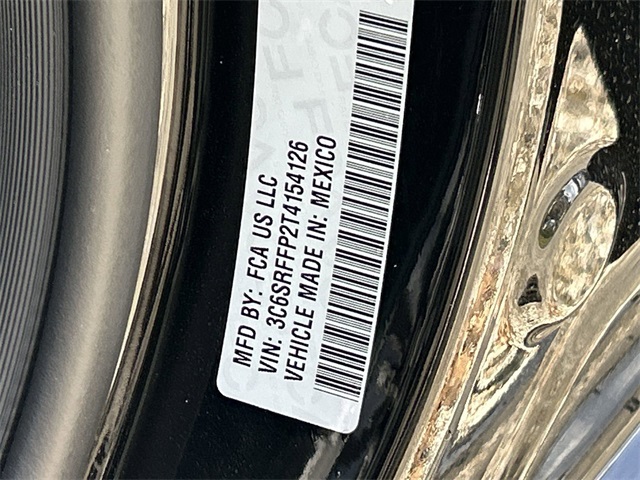 MFD BY: FCA US LLC
VIN: 3C6SRFFP2T4154126
VEHICLE MADE IN: MEXICO